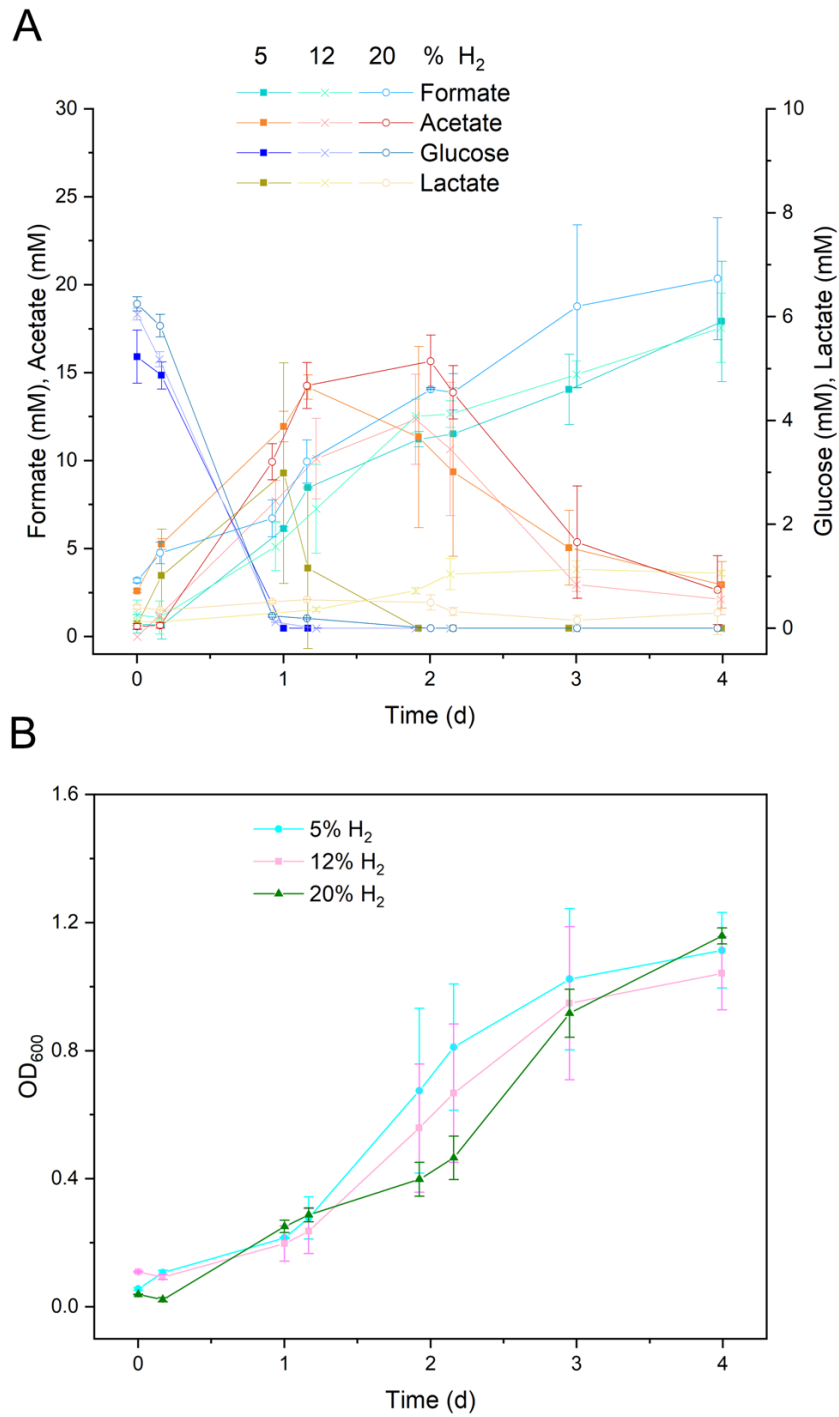 A
5 12 20 % H₂
Formate
Acetate
Glucose
Lactate
30
25
20
15
10
5
0
Formate (mM), Acetate (mM)
10
8
6
4
2
0
Glucose (mM), Lactate (mM)
0 1 2 3 4
Time (d)
B
1.6
1.2
0.8
0.4
0.0
OD₆₀₀
5% H₂
12% H₂
20% H₂
0 1 2 3 4
Time (d)